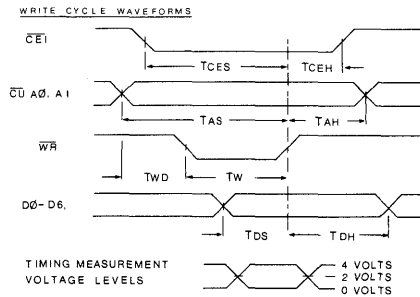 WRITE CYCLE WAVEFORMS
CE1
TCES
TCEH
CU AØ, A1
TAS
TAH
WR
TWD
TW
DØ-D6,
TDS
TDH
TIMING MEASUREMENT
VOLTAGE LEVELS
4 VOLTS
2 VOLTS
0 VOLTS